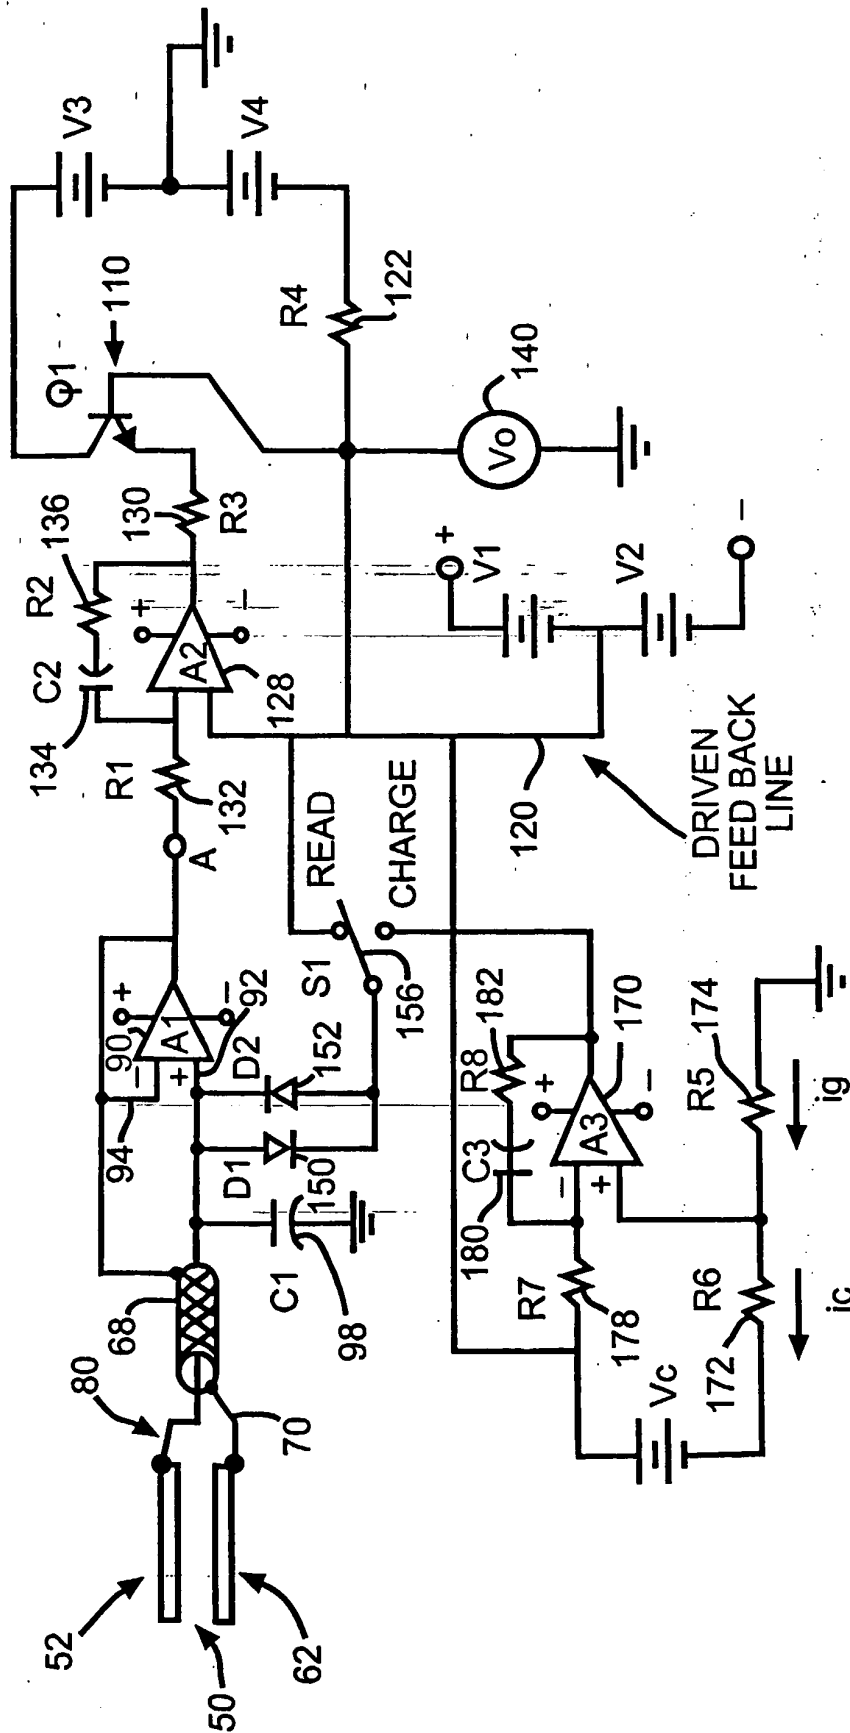 V3
V4
Q1
110
R4
122
136
R2
130
R3
C2
134
A2
128
+
-
140
Vo
+
V1
V2
-
R1
132
A
READ
CHARGE
120
DRIVEN
FEED BACK
LINE
90
A1
+
-
-
+
92
94
D2
152
D1
150
S1
156
68
C1
98
80
70
52
50
62
R8
182
C3
180
+
-
170
A3
-
+
R5
174
ig
R7
178
R6
172
ic
Vc